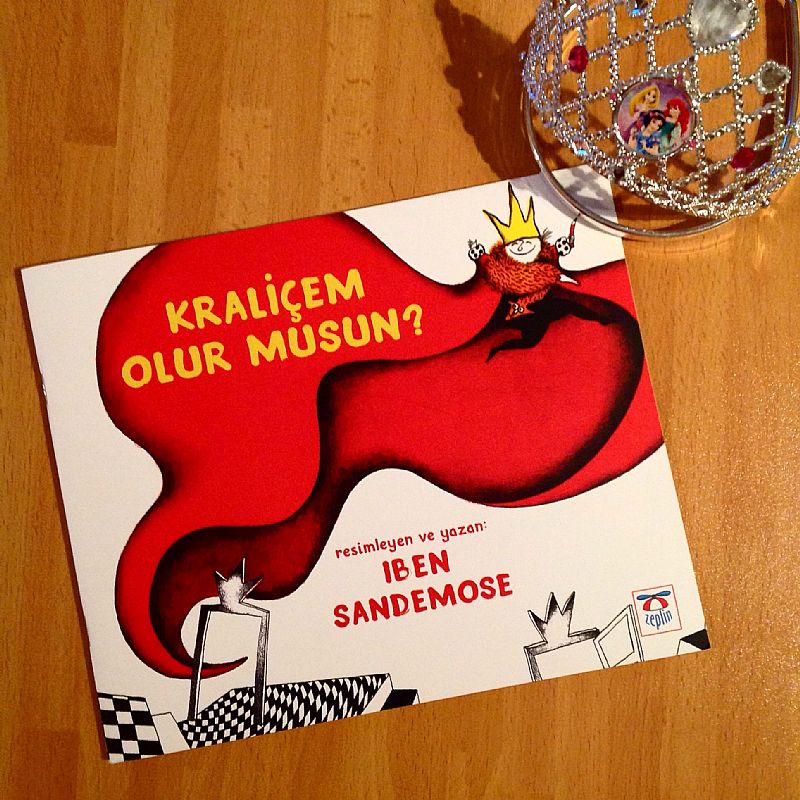 KRALİÇEM
OLUR MUSUN?
resimleyen ve yazan:
IBEN
SANDEMOSE
zeplin